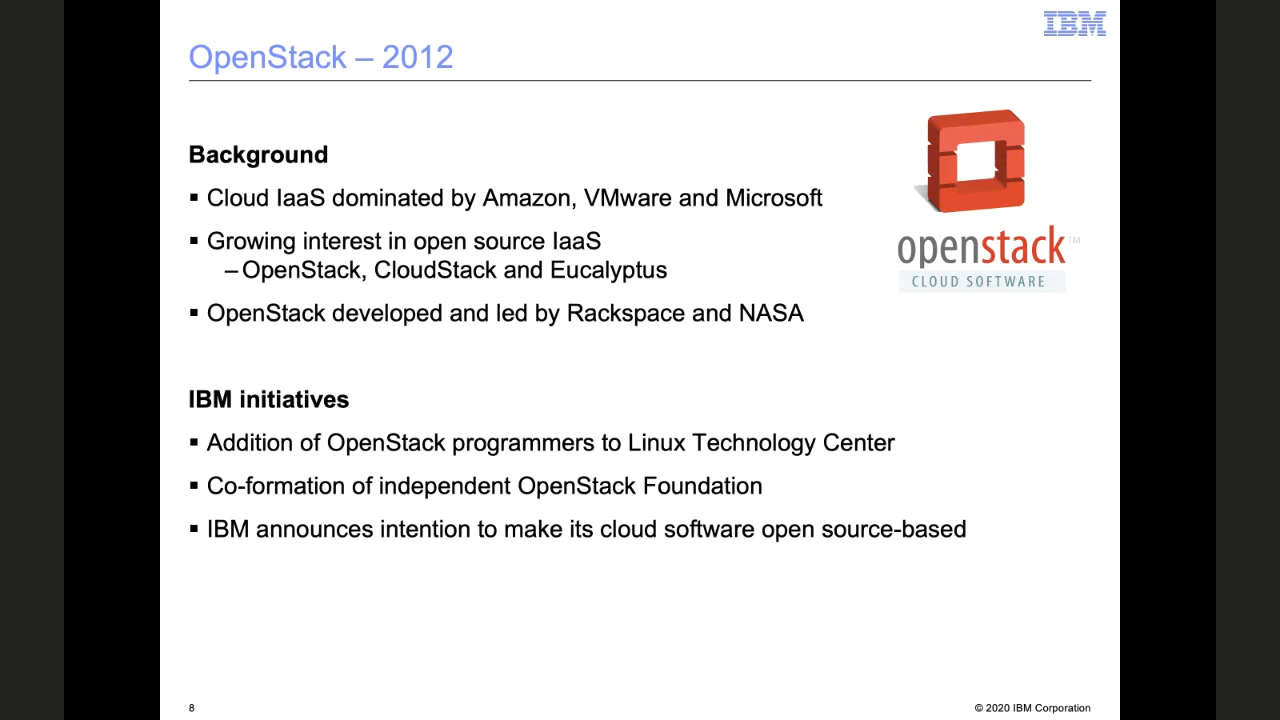 IBM
OpenStack – 2012
openstack™
CLOUD SOFTWARE
Background
▪ Cloud IaaS dominated by Amazon, VMware and Microsoft
▪ Growing interest in open source IaaS
– OpenStack, CloudStack and Eucalyptus
▪ OpenStack developed and led by Rackspace and NASA
IBM initiatives
▪ Addition of OpenStack programmers to Linux Technology Center
▪ Co-formation of independent OpenStack Foundation
▪ IBM announces intention to make its cloud software open source-based
8
© 2020 IBM Corporation